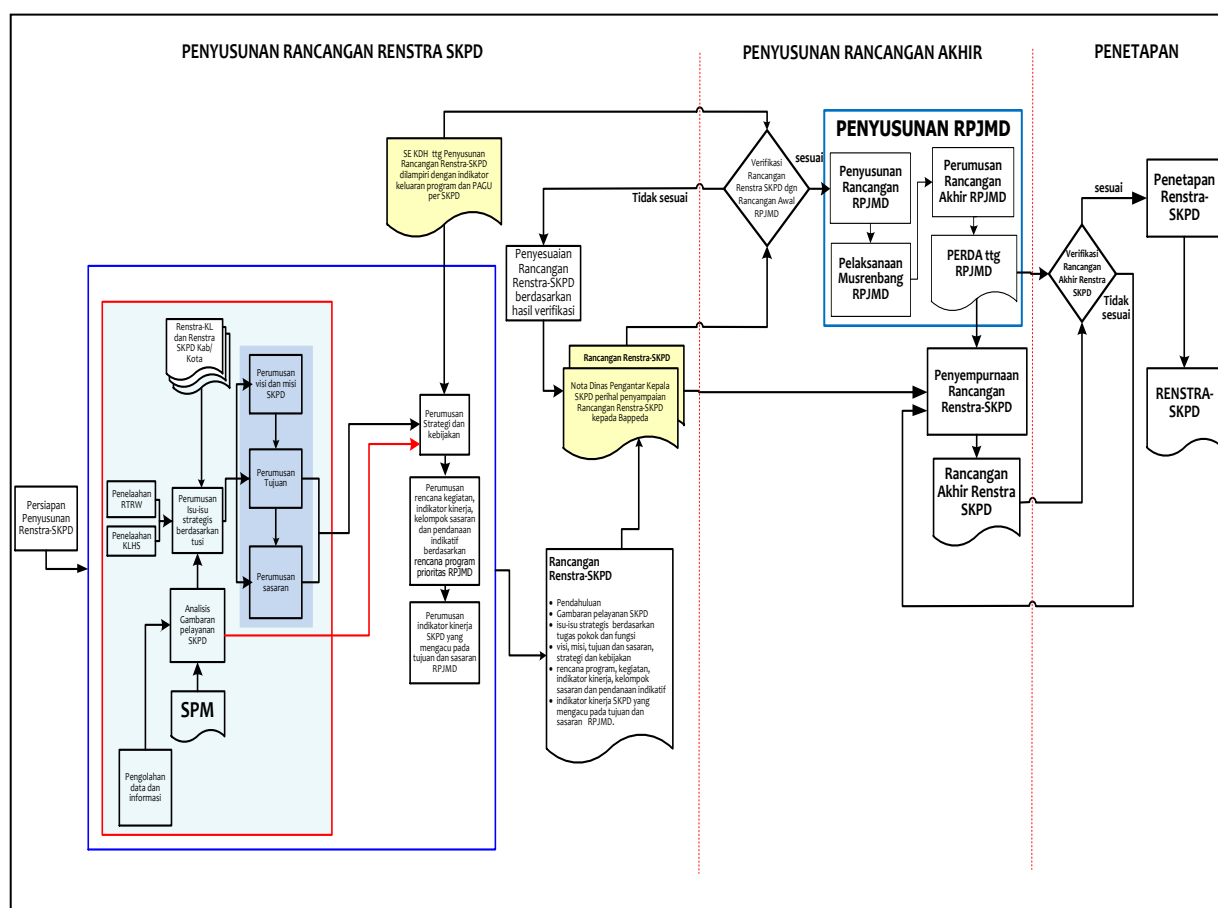 PENYUSUNAN RANCANGAN RENSTRA SKPD
PENYUSUNAN RANCANGAN AKHIR
PENETAPAN
SE KDH ttg Penyusunan
Rancangan Renstra-SKPD
dilampiri dengan indikator
keluaran program dan PAGU
per SKPD
Verifikasi
Rancangan
Renstra SKPD dgn
Rancangan Awal
RPJMD
sesuai
Tidak sesuai
PENYUSUNAN RPJMD
Penyusunan
Rancangan
RPJMD
Perumusan
Rancangan
Akhir RPJMD
Pelaksanaan
Musrenbang
RPJMD
PERDA ttg
RPJMD
sesuai
Penetapan
Renstra-
SKPD
Verifikasi
Rancangan
Akhir Renstra
SKPD
Tidak
sesuai
Penyesuaian
Rancangan
Renstra-SKPD
berdasarkan
hasil verifikasi
Renstra-KL
dan Renstra
SKPD Kab/
Kota
Perumusan
visi dan misi
SKPD
Rancangan Renstra-SKPD
Nota Dinas Pengantar Kepala
SKPD perihal penyampaian
Rancangan Renstra-SKPD
kepada Bappeda
Penyempurnaan
Rancangan
Renstra-SKPD
RENSTRA-
SKPD
Perumusan
Strategi dan
kebijakan
Perumusan
Tujuan
Persiapan
Penyusunan
Renstra-SKPD
Penelaahan
RTRW
Penelaahan
KLHS
Perumusan
Isu-isu
strategis
berdasarkan
tusi
Perumusan
rencana kegiatan,
indikator kinerja,
kelompok sasaran
dan pendanaan
indikatif
berdasarkan
rencana program
prioritas RPJMD
Rancangan
Akhir Renstra
SKPD
Perumusan
sasaran
Analisis
Gambaran
pelayanan
SKPD
Perumusan
indikator kinerja
SKPD yang
mengacu pada
tujuan dan sasaran
RPJMD
Rancangan
Renstra-SKPD
• Pendahuluan
• Gambaran pelayanan SKPD
• isu-isu strategis berdasarkan
tugas pokok dan fungsi
• visi, misi, tujuan dan sasaran,
strategi dan kebijakan
• rencana program, kegiatan,
indikator kinerja, kelompok
sasaran dan pendanaan indikatif
• indikator kinerja SKPD yang
mengacu pada tujuan dan
sasaran RPJMD.
SPM
Pengolahan
data dan
informasi